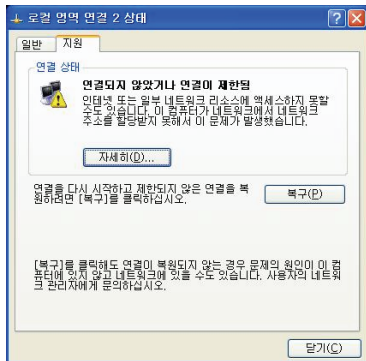 로컬 영역 연결 2 상태
일반
지원
연결 상태
연결되지 않았거나 연결이 제한됨
인터넷 또는 일부 네트워크 리소스에 액세스하지 못할
수도 있습니다. 이 컴퓨터가 네트워크에서 네트워크
주소를 할당받지 못해서 이 문제가 발생했습니다.
자세히(D)...
연결을 다시 시작하고 제한되지 않은 연결을 복
원하려면 [복구]를 클릭하십시오.
복구(P)
[복구]를 클릭해도 연결이 복원되지 않는 경우 문제의 원인이 이 컴
퓨터에 있지 않고 네트워크에 있을 수도 있습니다. 사용자의 네트워
크 관리자에게 문의하십시오.
닫기(C)